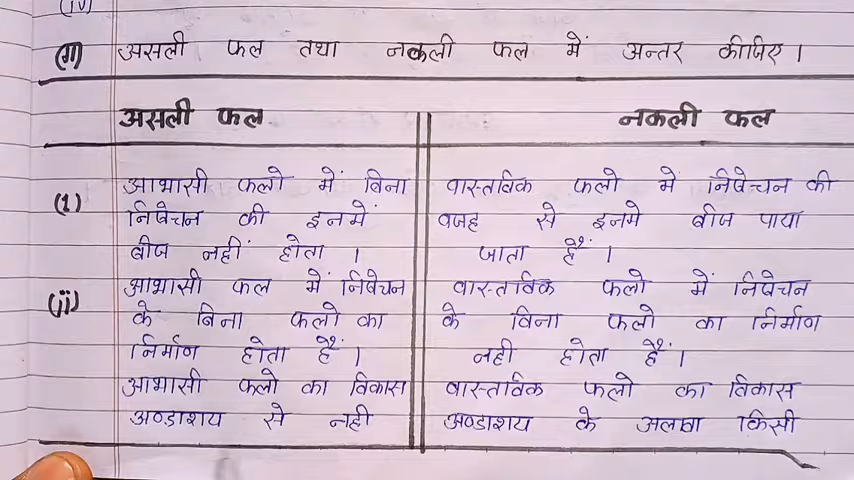 (iv)
(ग) असली फल तथा नकली फल में अन्तर कीजिए ।
असली फल नकली फल
(1) आभासी फलो में बिना वास्तविक फलो में निषेचन की
निषेचन की इनमें वजह से इनमे बीज पाया
बीज नहीं होता । जाता हैं ।
(ii) आभासी फल में निषेचन वास्तविक फलो में निषेचन
के बिना फलो का के विना फलो का निर्माण
निर्माण होता हैं । नही होता हैं ।
आभासी फलो का विकास वास्तविक फलो का विकास
अण्डाशय से नही अण्डाशय के अलावा किसी